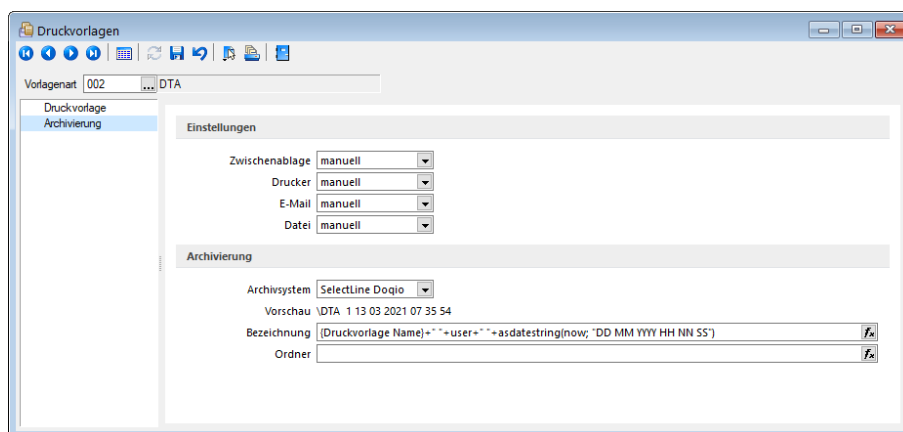 Druckvorlagen
Vorlagenart 002 ... DTA
Druckvorlage
Archivierung
Einstellungen
Zwischenablage manuell
Drucker manuell
E-Mail manuell
Datei manuell
Archivierung
Archivsystem SelectLine Doqio
Vorschau \DTA 1 13 03 2021 07 35 54
Bezeichnung {Druckvorlage Name}+" "+user+" "+asdatestring(now; "DD MM YYYY HH NN SS") fx
Ordner fx